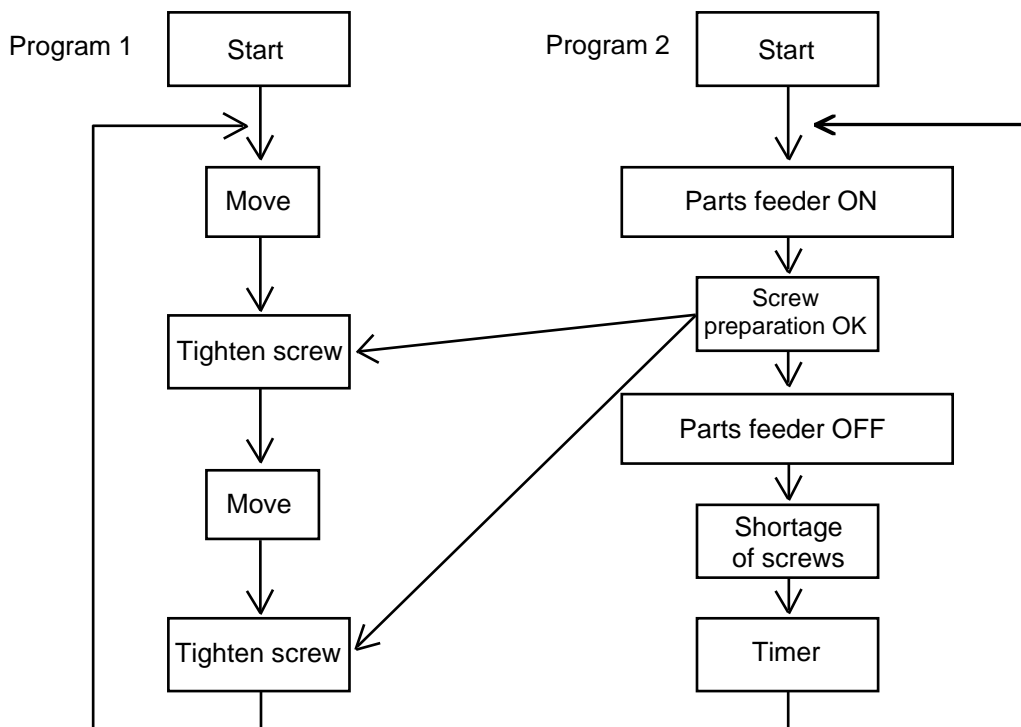 Program 1
Start
Move
Tighten screw
Move
Tighten screw
Program 2
Start
Parts feeder ON
Screw
preparation OK
Parts feeder OFF
Shortage
of screws
Timer